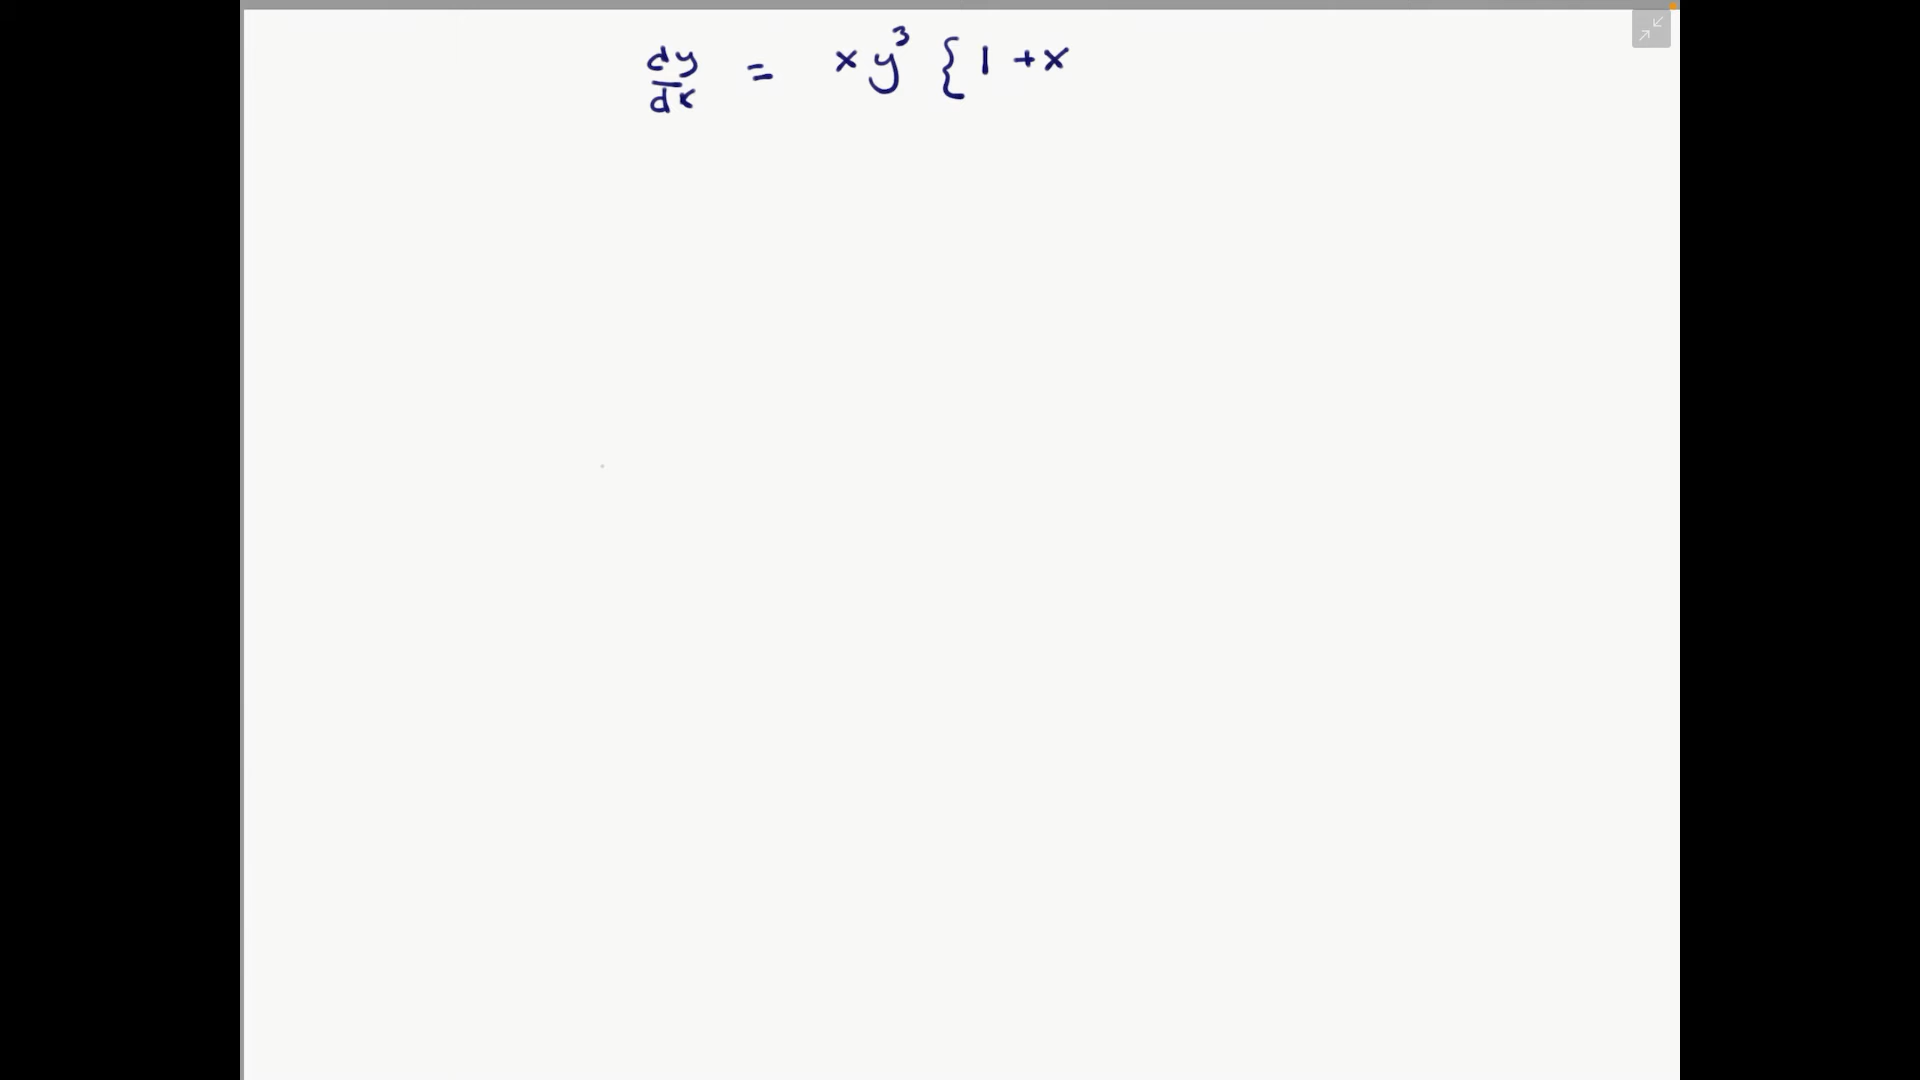 dy/dx = xy³ {1 + x